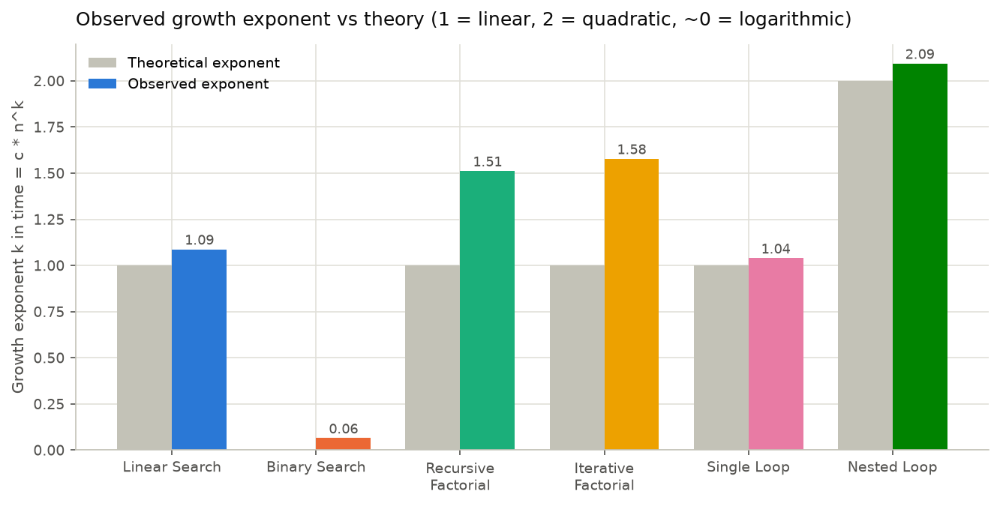 Observed growth exponent vs theory (1 = linear, 2 = quadratic, ~0 = logarithmic)
Theoretical exponent
Observed exponent
Growth exponent k in time = c * n^k
2.00
1.75
1.50
1.25
1.00
0.75
0.50
0.25
0.00
1.09
0.06
1.51
1.58
1.04
2.09
Linear Search
Binary Search
Recursive
Factorial
Iterative
Factorial
Single Loop
Nested Loop